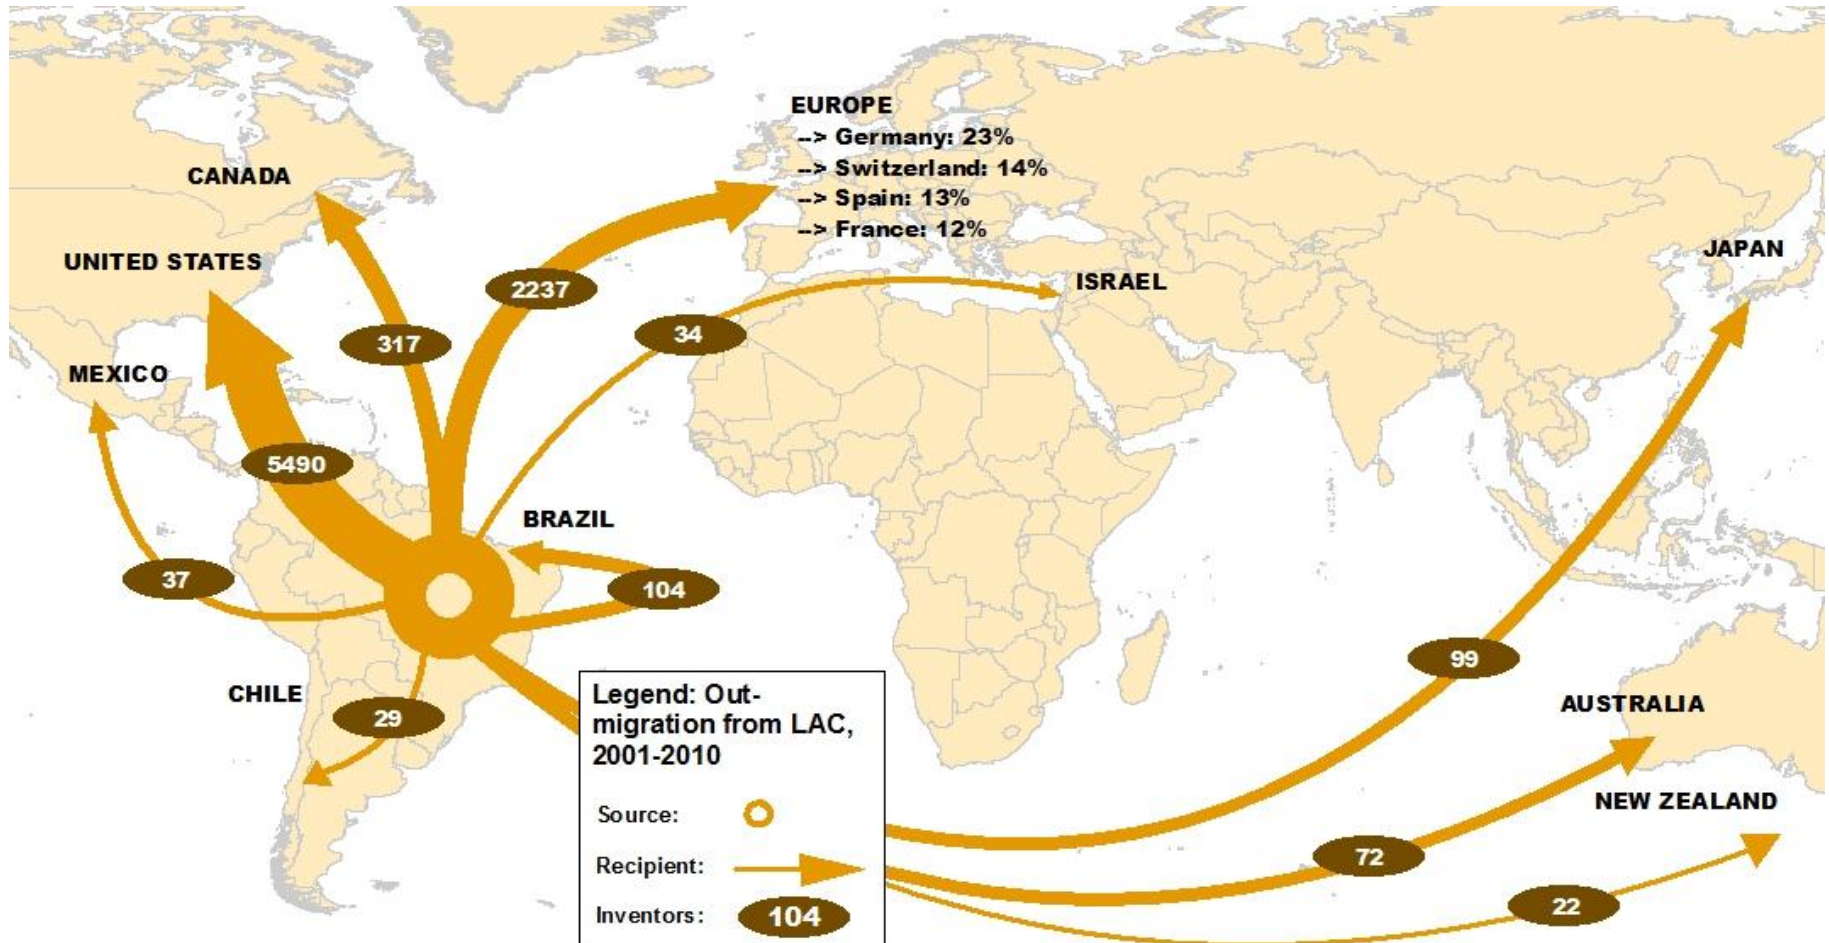 EUROPE
--> Germany: 23%
--> Switzerland: 14%
--> Spain: 13%
--> France: 12%
CANADA
UNITED STATES
MEXICO
JAPAN
ISRAEL
2237
317
34
5490
BRAZIL
37
104
99
CHILE
29
AUSTRALIA
NEW ZEALAND
72
22
Legend: Out-
migration from LAC,
2001-2010
Source:
Recipient:
Inventors:
104